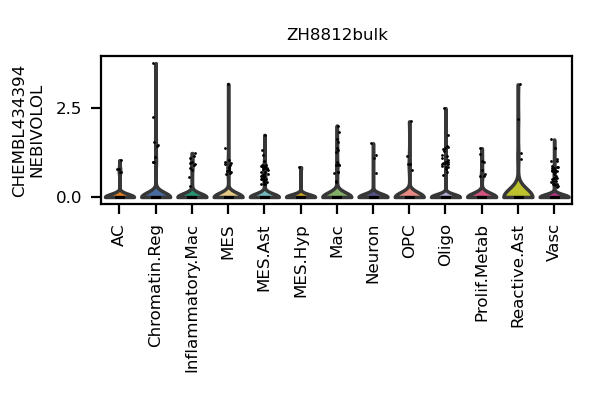 ZH8812bulk
CHEMBL434394
NEBIVOLOL
2.5
0.0
AC
Chromatin.Reg
Inflammatory.Mac
MES
MES.Ast
MES.Hyp
Mac
Neuron
OPC
Oligo
Prolif.Metab
Reactive.Ast
Vasc